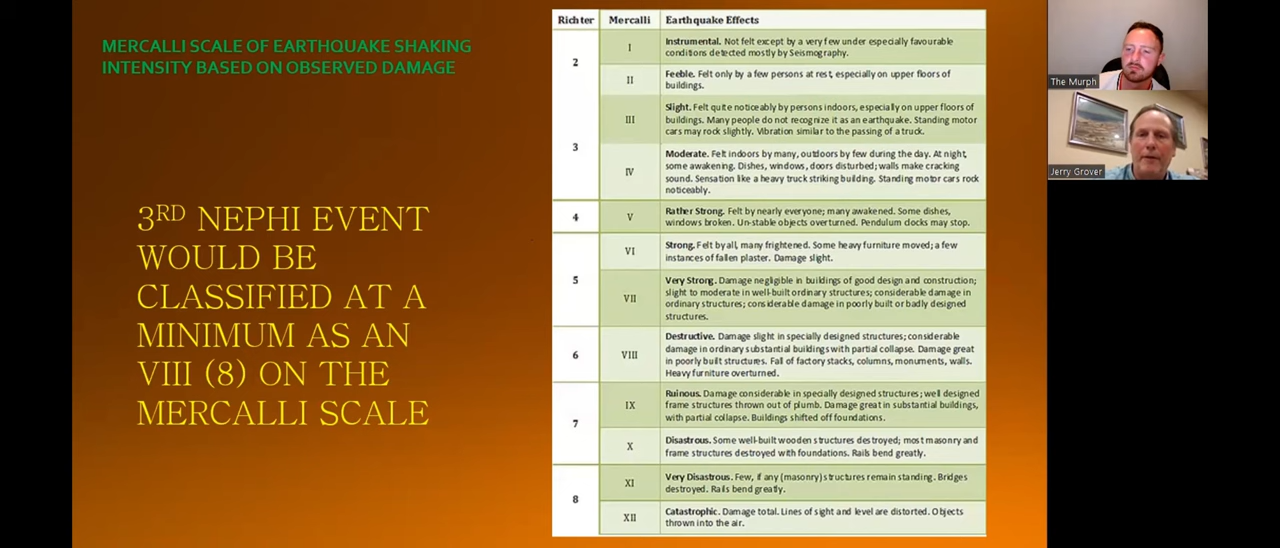 MERCALLI SCALE OF EARTHQUAKE SHAKING
INTENSITY BASED ON OBSERVED DAMAGE
3RD NEPHI EVENT
WOULD BE
CLASSIFIED AT A
MINIMUM AS AN
VIII (8) ON THE
MERCALLI SCALE
Richter Mercalli Earthquake Effects
2
I
Instrumental. Not felt except by a very few under especially favourable
conditions detected mostly by Seismography.
II
Feeble. Felt only by a few persons at rest, especially on upper floors of
buildings.
3
III
Slight. Felt quite noticeably by persons indoors, especially on upper floors of
buildings. Many people do not recognize it as an earthquake. Standing motor
cars may rock slightly. Vibration similar to the passing of a truck.
IV
Moderate. Felt indoors by many, outdoors by few during the day. At night,
some awakening. Dishes, windows, doors disturbed; walls make cracking
sound. Sensation like a heavy truck striking building. Standing motor cars rock
noticeably.
4
V
Rather Strong. Felt by nearly everyone; many awakened. Some dishes,
windows broken. Un-stable objects overturned. Pendulum clocks may stop.
5
VI
Strong. Felt by all, many frightened. Some heavy furniture moved; a few
instances of fallen plaster. Damage slight.
VII
Very Strong. Damage negligible in buildings of good design and construction;
slight to moderate in well-built ordinary structures; considerable damage in
ordinary structures; considerable damage in poorly built or badly designed
structures.
6
VIII
Destructive. Damage slight in specially designed structures; considerable
damage in ordinary substantial buildings with partial collapse. Damage great
in poorly built structures. Fall of factory stacks, columns, monuments, walls.
Heavy furniture overturned.
7
IX
Ruinous. Damage considerable in specially designed structures; well designed
frame structures thrown out of plumb. Damage great in substantial buildings,
with partial collapse. Buildings shifted off foundations.
X
Disastrous. Some well-built wooden structures destroyed; most masonry and
frame structures destroyed with foundations. Rails bend greatly.
8
XI
Very Disastrous. Few, if any (masonry) structures remain standing. Bridges
destroyed. Rails bend greatly.
XII
Catastrophic. Damage total. Lines of sight and level are distorted. Objects
thrown into the air.
The Murph
Jerry Grover